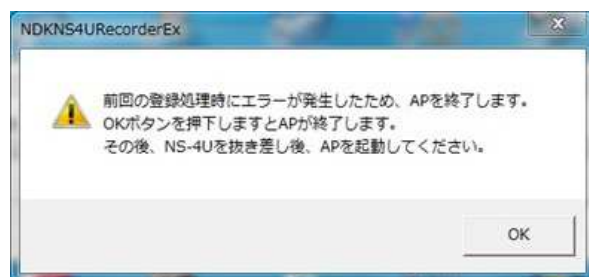 NDKNS4URecorderEx
前回の登録処理時にエラーが発生したため、APを終了します。
OKボタンを押下しますとAPが終了します。
その後、NS-4Uを抜き差し後、APを起動してください。
OK